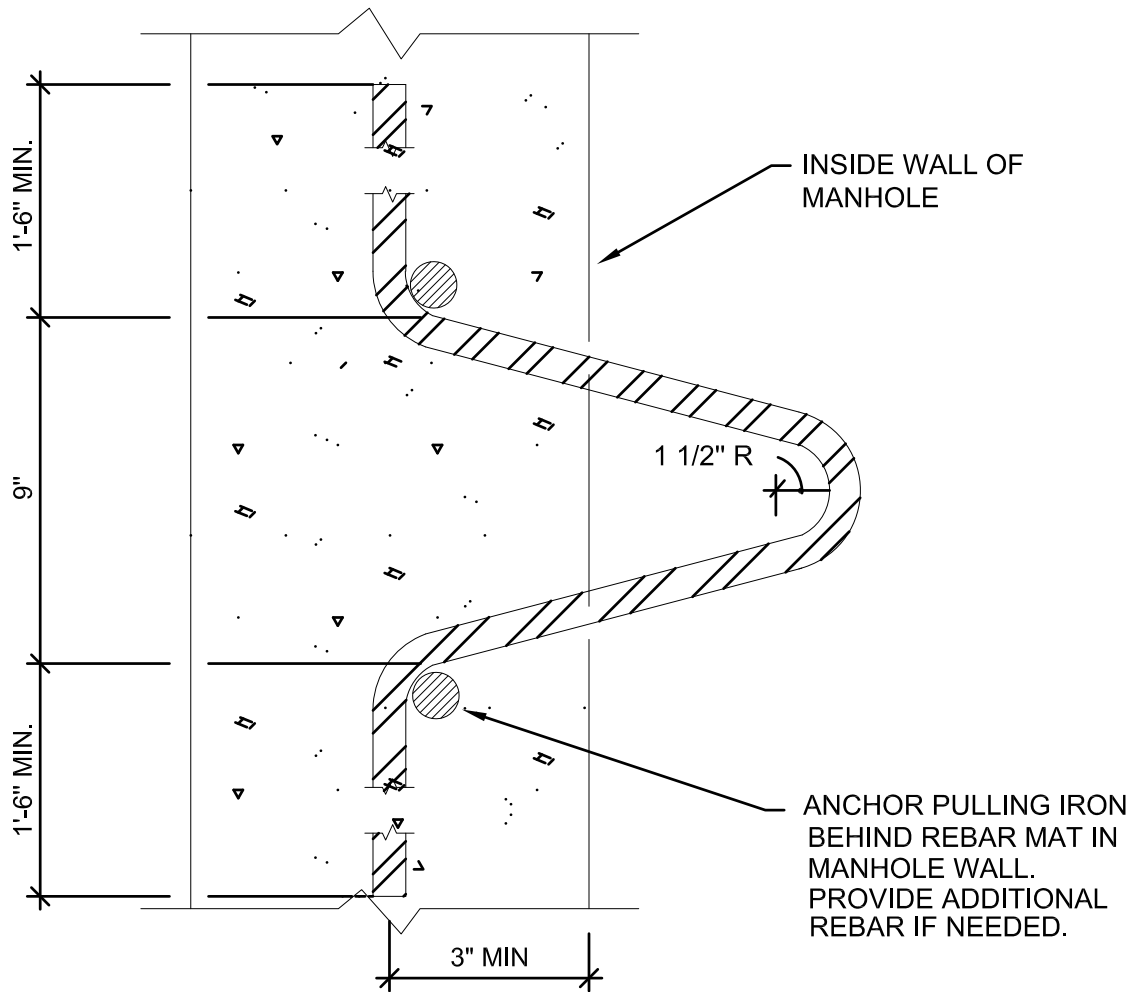 1'-6" MIN.
INSIDE WALL OF
MANHOLE
9"
1 1/2" R
1'-6" MIN.
ANCHOR PULLING IRON
BEHIND REBAR MAT IN
MANHOLE WALL.
PROVIDE ADDITIONAL
REBAR IF NEEDED.
3" MIN